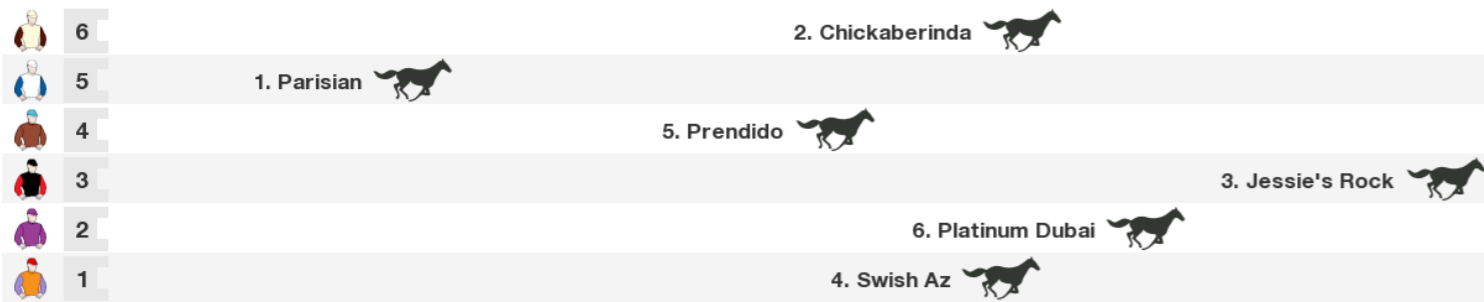 6 2. Chickaberinda
5 1. Parisian
4 5. Prendido
3 3. Jessie's Rock
2 6. Platinum Dubai
1 4. Swish Az